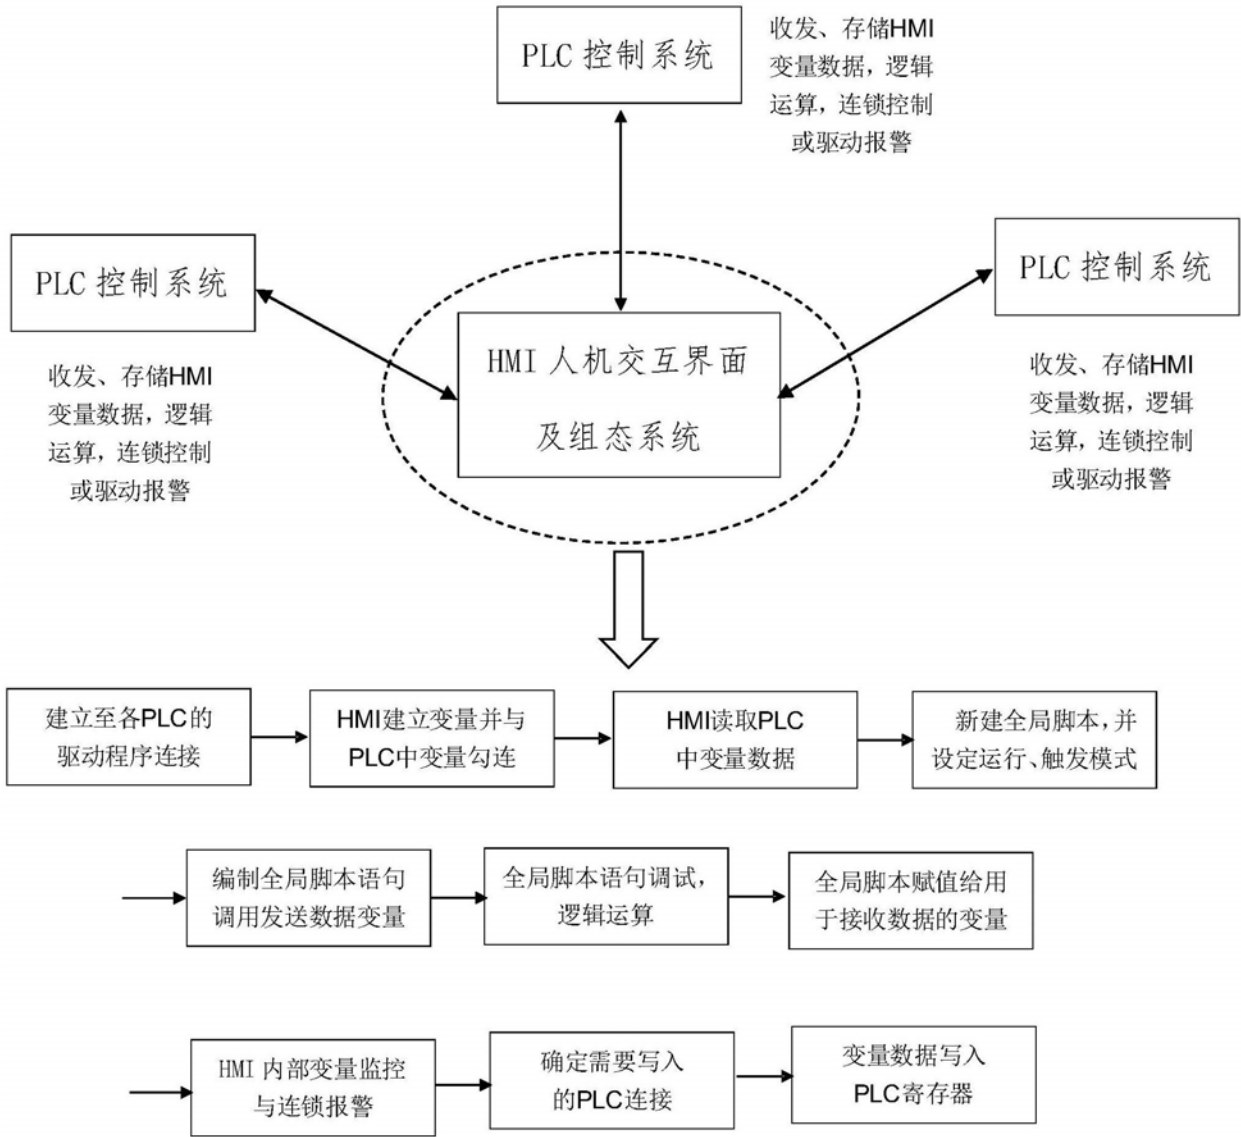 PLC 控制系统
收发、存储HMI
变量数据，逻辑
运算，连锁控制
或驱动报警
PLC 控制系统
收发、存储HMI
变量数据，逻辑
运算，连锁控制
或驱动报警
HMI 人机交互界面
及组态系统
PLC 控制系统
收发、存储HMI
变量数据，逻辑
运算，连锁控制
或驱动报警
建立至各PLC的
驱动程序连接
HMI建立变量并与
PLC中变量勾连
HMI读取PLC
中变量数据
新建全局脚本，并
设定运行、触发模式
编制全局脚本语句
调用发送数据变量
全局脚本语句调试，
逻辑运算
全局脚本赋值给用
于接收数据的变量
HMI 内部变量监控
与连锁报警
确定需要写入
的PLC连接
变量数据写入
PLC寄存器